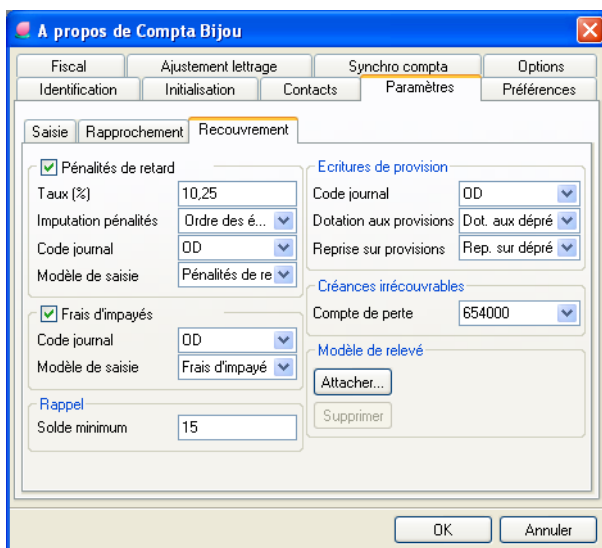 A propos de Compta Bijou
Fiscal
Ajustement lettrage
Synchro compta
Options
Identification
Initialisation
Contacts
Paramètres
Préférences
Saisie
Rapprochement
Recouvrement
Pénalités de retard
Taux (%)
10,25
Imputation pénalités
Ordre des é...
Code journal
OD
Modèle de saisie
Pénalités de re
Frais d'impayés
Code journal
OD
Modèle de saisie
Frais d'impayé
Rappel
Solde minimum
15
Ecritures de provision
Code journal
OD
Dotation aux provisions
Dot. aux dépré
Reprise sur provisions
Rep. sur dépré
Créances irrécouvrables
Compte de perte
654000
Modèle de relevé
Attacher...
Supprimer
OK
Annuler